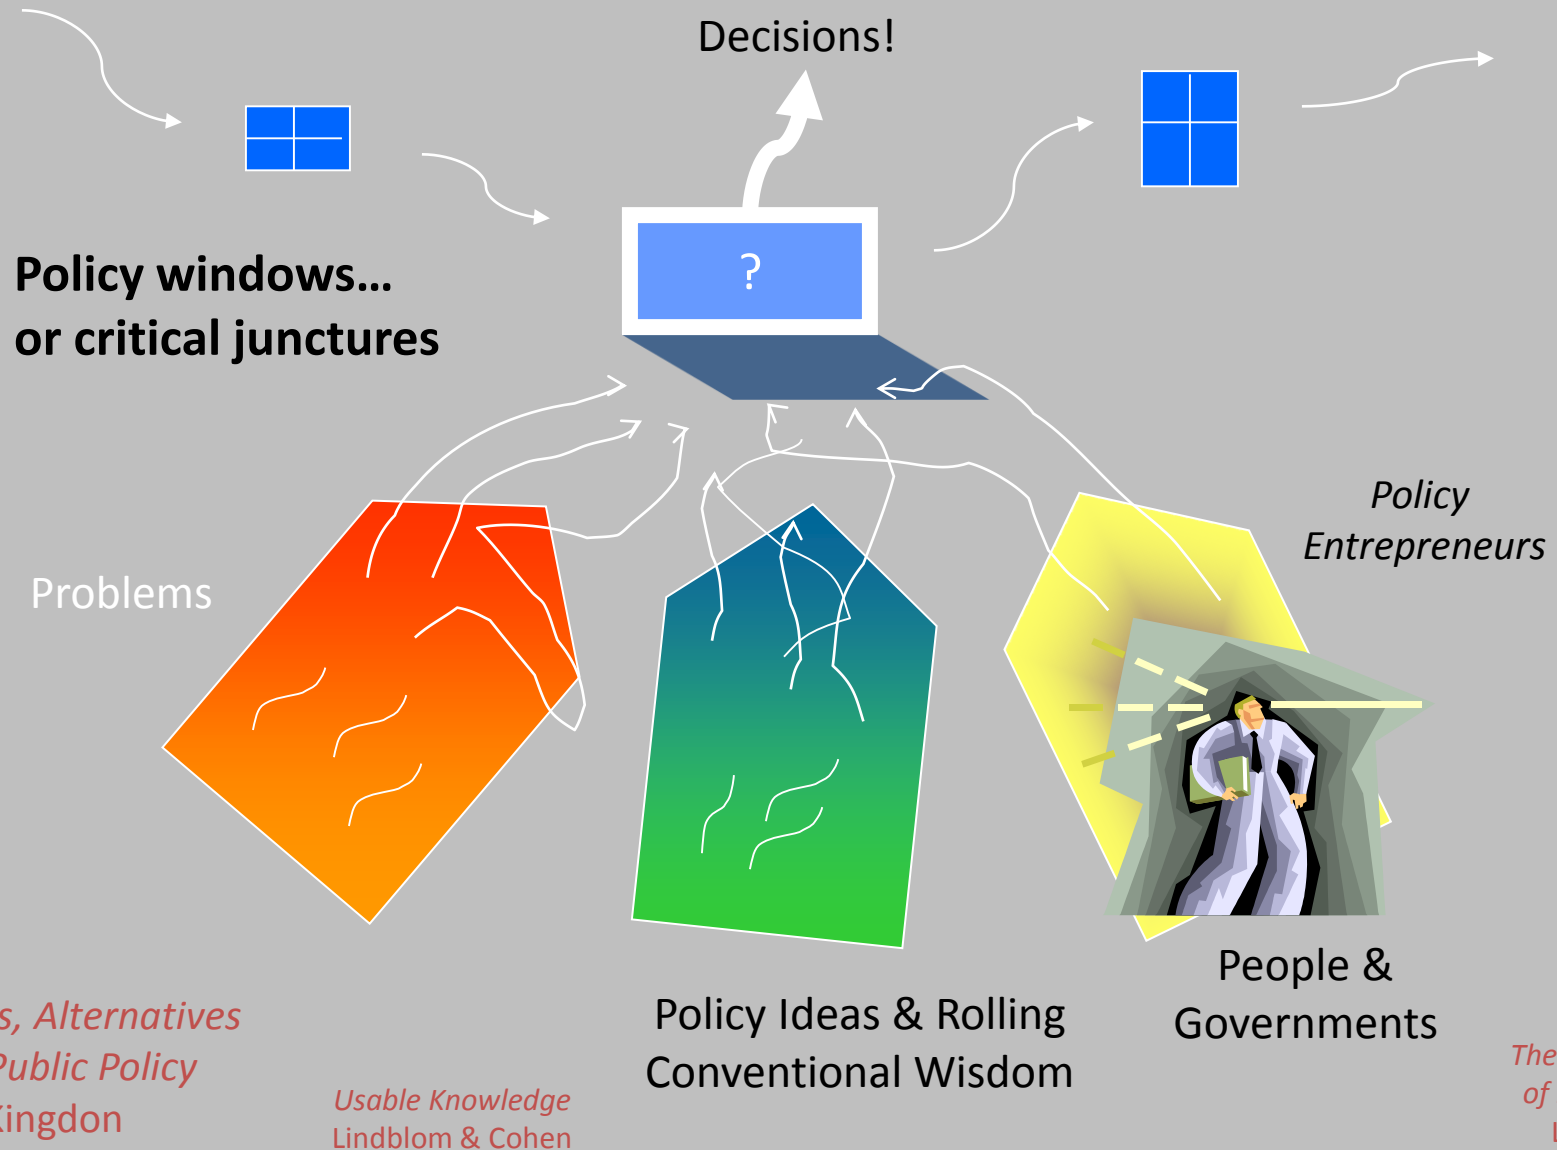 Decisions!
?
Policy windows…
or critical junctures
Policy
Entrepreneurs
Problems
People &
Governments
Policy Ideas & Rolling
Conventional Wisdom
Alternatives
Public Policy
Kingdon
Usable Knowledge
Lindblom & Cohen
The
of